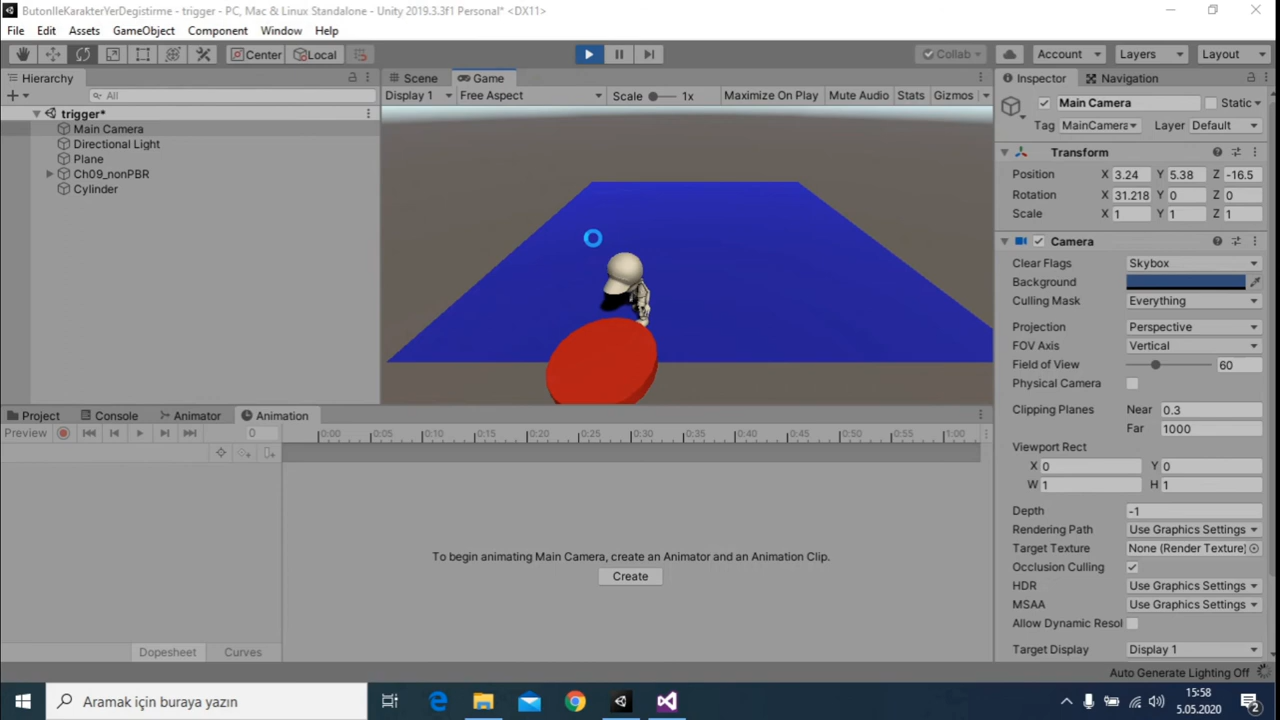 ButonIleKarakterYerDegistirme - trigger - PC, Mac & Linux Standalone - Unity 2019.3.3f1 Personal* <DX11>
File Edit Assets GameObject Component Window Help
Center Local Collab Account Layers Layout
Hierarchy
All
trigger*
Main Camera
Directional Light
Plane
Ch09_nonPBR
Cylinder
Scene Game
Display 1 Free Aspect Scale 1x Maximize On Play Mute Audio Stats Gizmos
Inspector Navigation
Main Camera Static
Tag MainCamera Layer Default
Transform
Position X 3.24 Y 5.38 Z -16.5
Rotation X 31.218 Y 0 Z 0
Scale X 1 Y 1 Z 1
Camera
Clear Flags Skybox
Background
Culling Mask Everything
Projection Perspective
FOV Axis Vertical
Field of View 60
Physical Camera
Clipping Planes Near 0.3
Far 1000
Viewport Rect
X 0 Y 0
W 1 H 1
Depth -1
Rendering Path Use Graphics Settings
Target Texture None (Render Texture)
Occlusion Culling
HDR Use Graphics Settings
MSAA Use Graphics Settings
Allow Dynamic Resol
Target Display Display 1
Project Console Animator Animation
Preview 0 0:00 0:05 0:10 0:15 0:20 0:25 0:30 0:35 0:40 0:45 0:50 0:55 1:00
To begin animating Main Camera, create an Animator and an Animation Clip.
Create
Dopesheet Curves
Auto Generate Lighting Off
Aramak için buraya yazın
15:58
5.05.2020
2